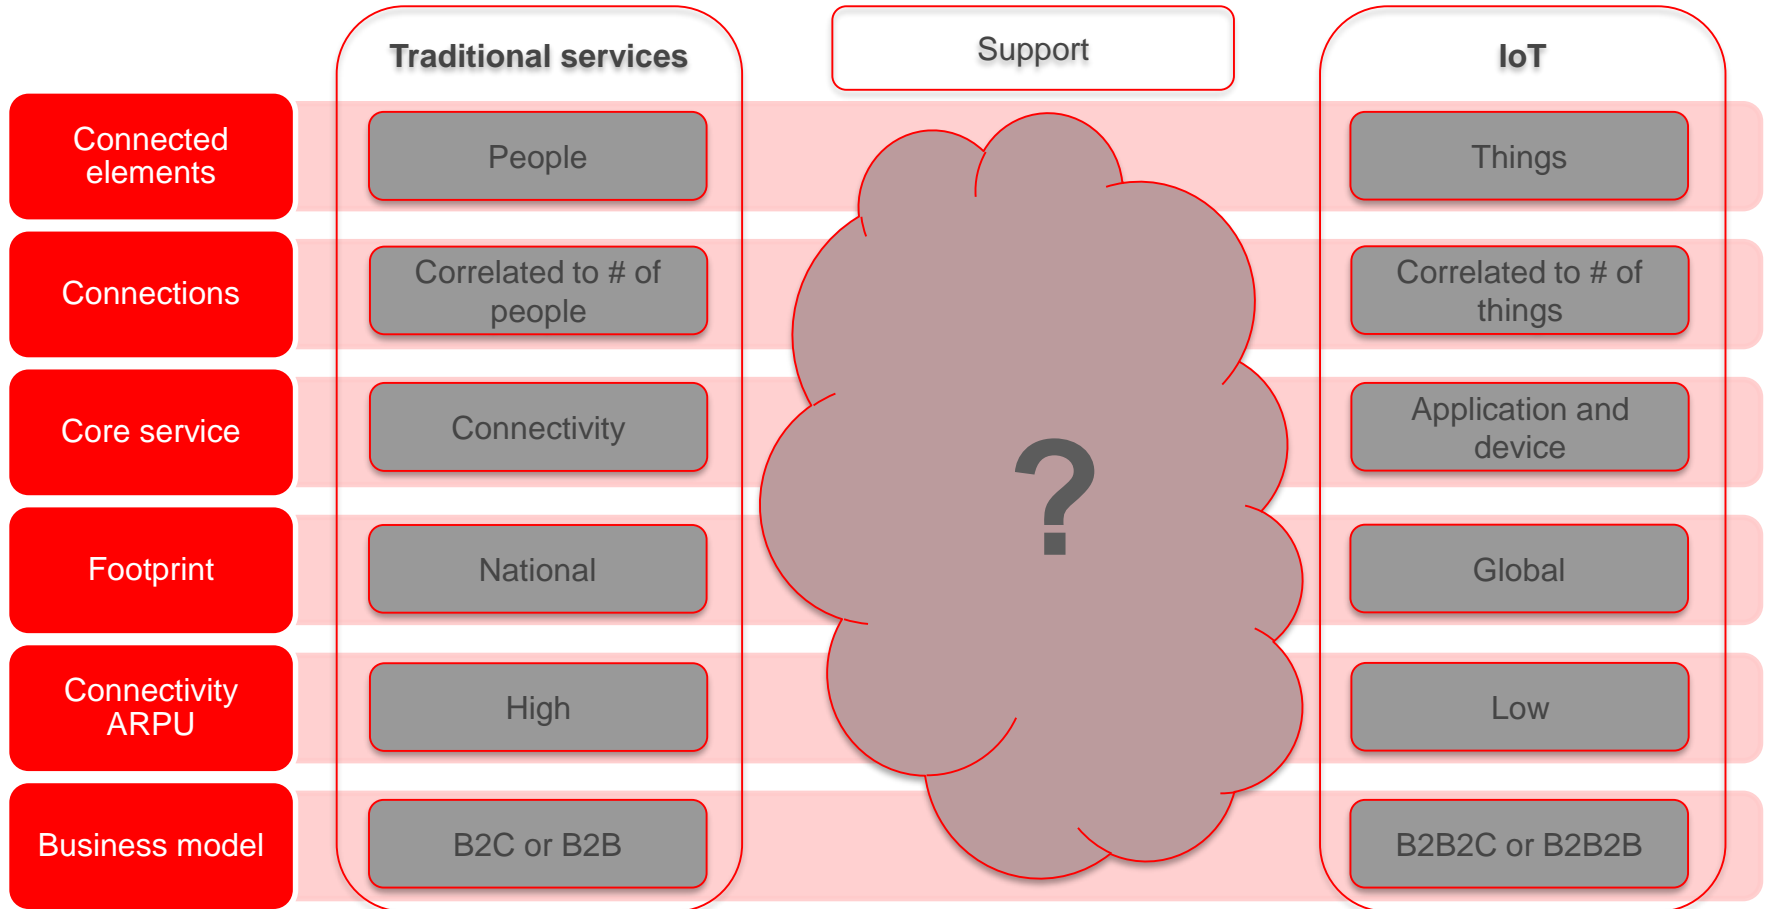 Traditional services
Support
IoT
Connected
elements
People
Things
Connections
Correlated to # of
people
Correlated to # of
things
Core service
Connectivity
?
Application and
device
Footprint
National
Global
Connectivity
ARPU
High
Low
Business model
B2C or B2B
B2B2C or B2B2B